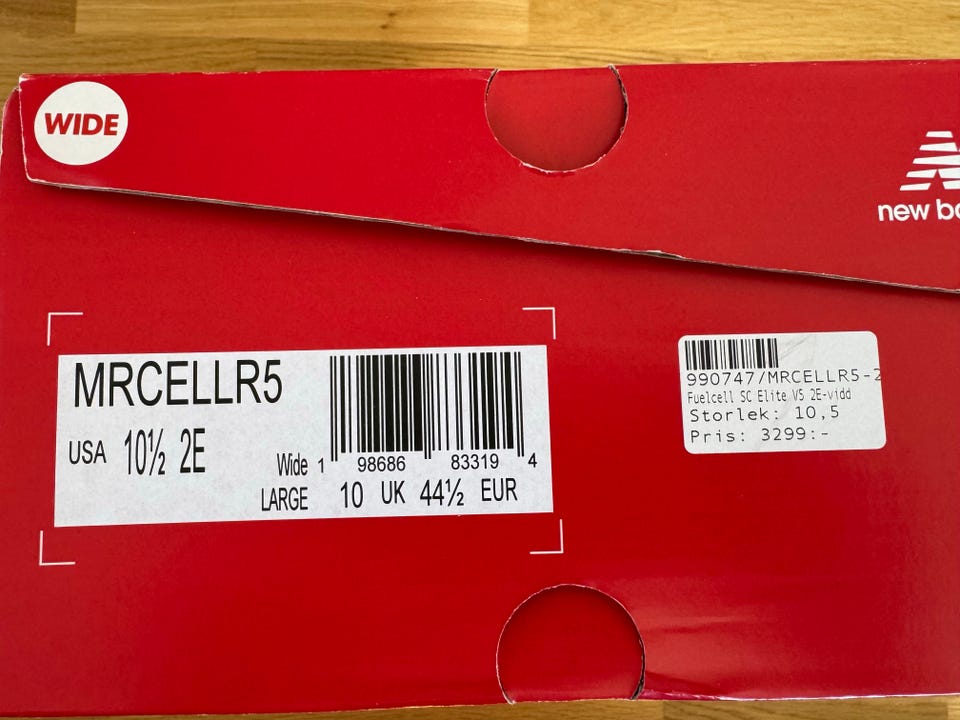 WIDE
new ba
MRCELLR5
USA 10½ 2E
Wide 1 98686 83319 4
LARGE 10 UK 44½ EUR
990747/MRCELLR5-2
Fuelcell SC Elite V5 2E-vidd
Storlek: 10,5
Pris: 3299:-